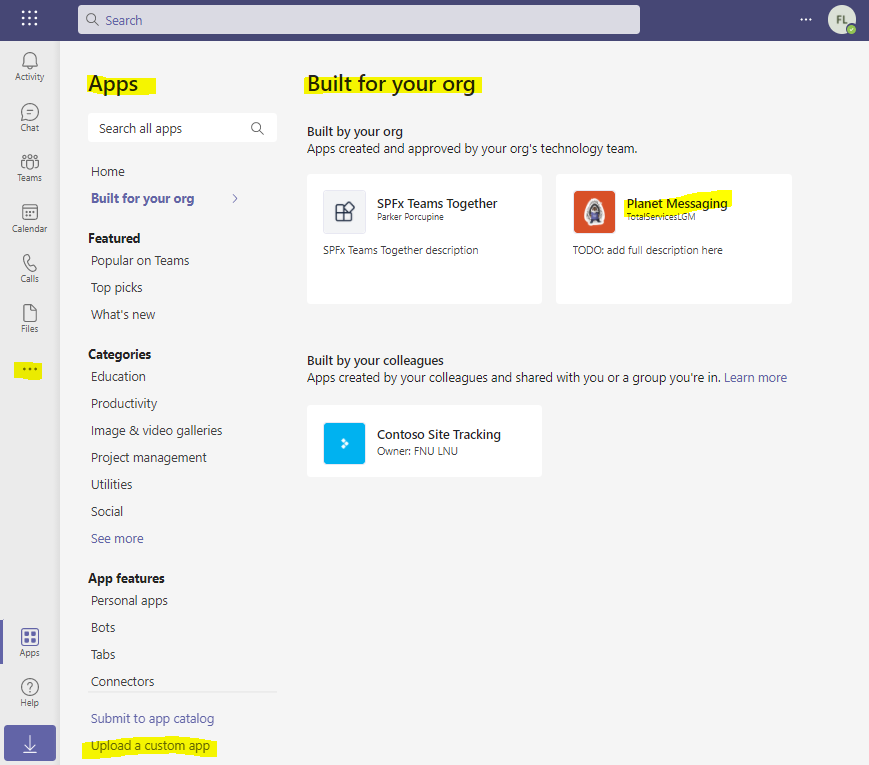 Search
FL
Activity
Chat
Teams
Calendar
Calls
Files
Apps
Help
Apps
Search all apps
Home
Built for your org
Featured
Popular on Teams
Top picks
What's new
Categories
Education
Productivity
Image & video galleries
Project management
Utilities
Social
See more
App features
Personal apps
Bots
Tabs
Connectors
Submit to app catalog
Upload a custom app
Built for your org
Built by your org
Apps created and approved by your org's technology team.
SPFx Teams Together
Parker Porcupine
SPFx Teams Together description
Planet Messaging
TotalServicesLGM
TODO: add full description here
Built by your colleagues
Apps created by your colleagues and shared with you or a group you're in. Learn more
Contoso Site Tracking
Owner: FNU LNU